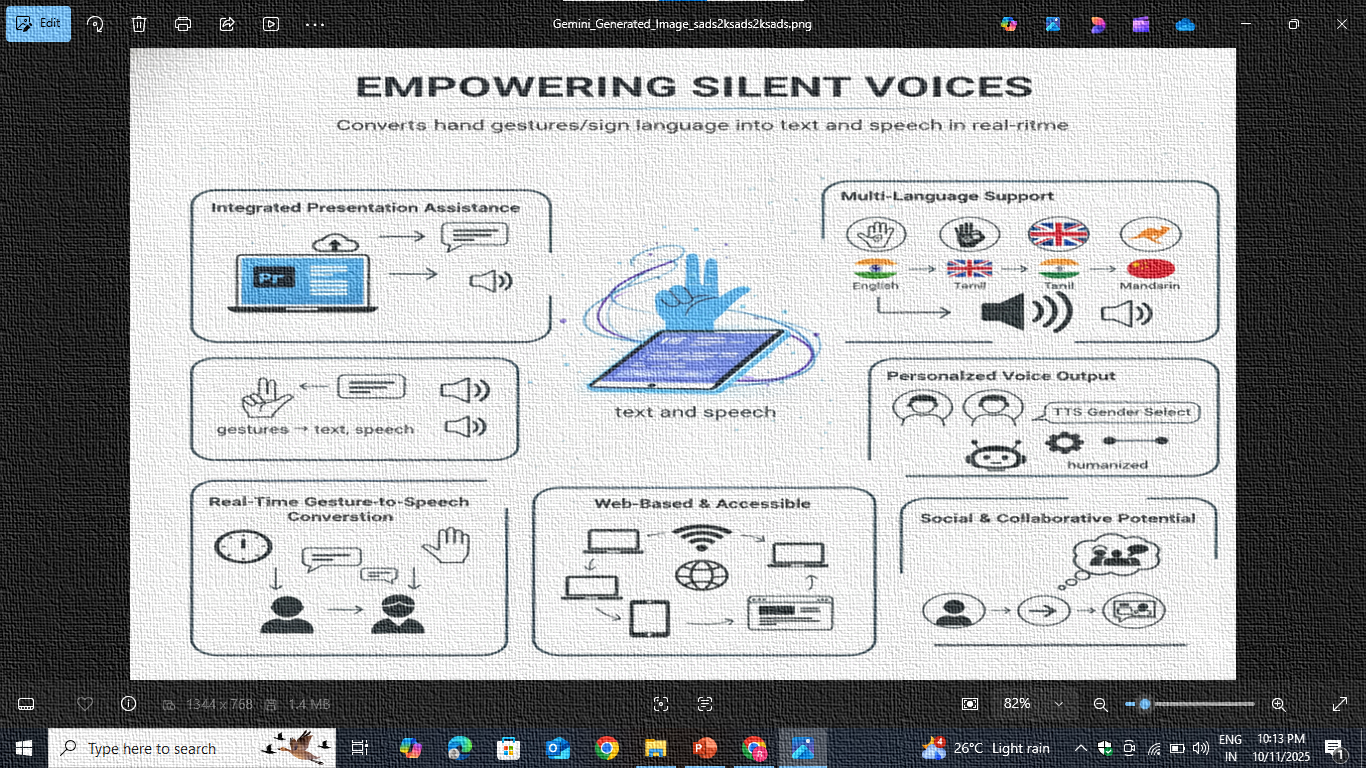 Edit
Gemini_Generated_Image_sads2ksads2ksads.png
EMPOWERING SILENT VOICES
Converts hand gestures/sign language into text and speech in real-ritme
Integrated Presentation Assistance
Multi-Language Support
English
Tamil
Tanil
Mandarin
gestures → text, speech
text and speech
Personalzed Voice Output
TTS Gender Select
humanized
Real-Time Gesture-to-Speech
Converstion
Web-Based & Accessible
Social & Collaborative Potential
1344 x 768
1.4 MB
82%
Type here to search
4
26°C Light rain
ENG
IN
10:13 PM
10/11/2025
1